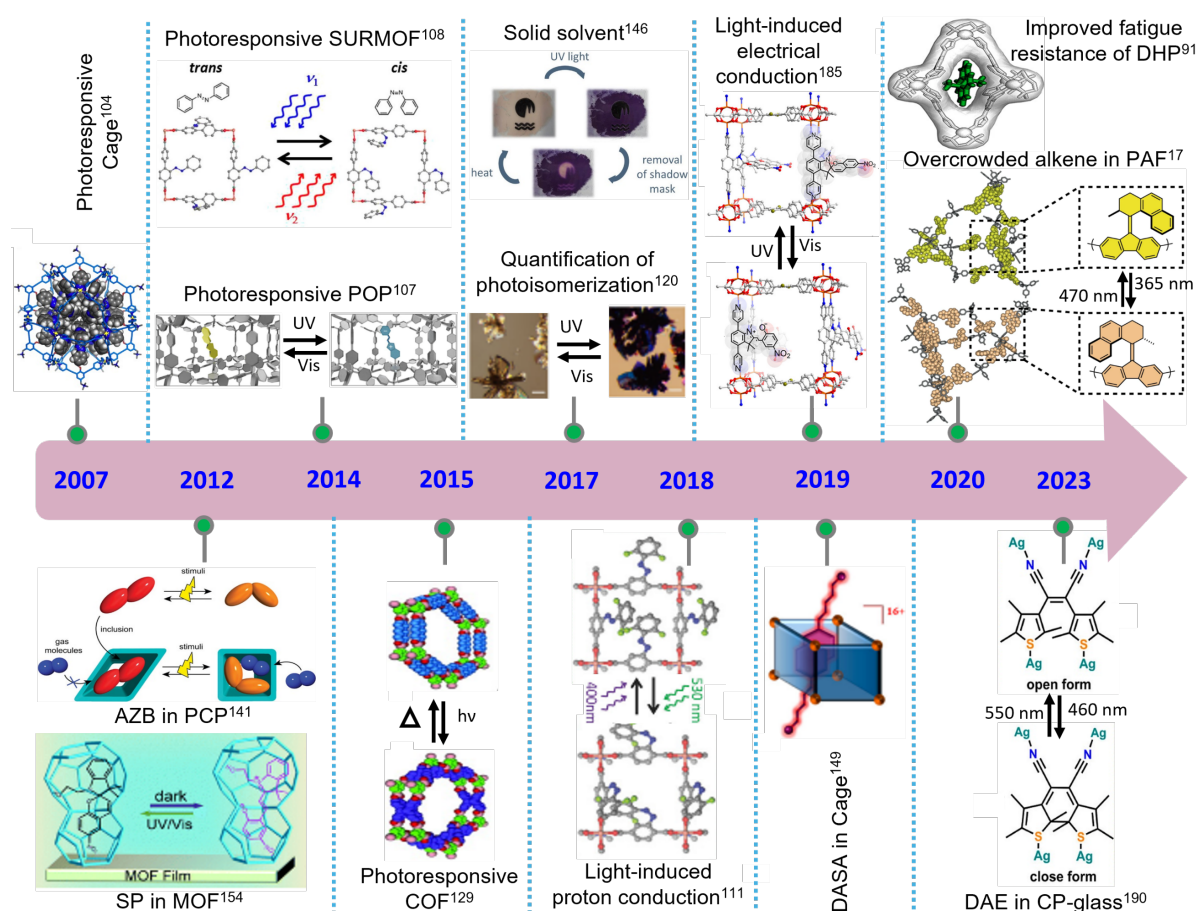 Photoresponsive
Cage104
Photoresponsive SURMOF108
trans
cis
N=N
ν1
ν2
Photoresponsive POP107
UV
Vis
Solid solvent146
UV light
heat
removal
of shadow
mask
Quantification of
photoisomerization120
UV
Vis
Light-induced
electrical
conduction185
NO2
UV
Vis
NO2
Improved fatigue
resistance of DHP91
Overcrowded alkene in PAF17
470 nm
365 nm
2007
2012
2014
2015
2017
2018
2019
2020
2023
stimuli
inclusion
gas
molecules
stimuli
AZB in PCP141
dark
UV/Vis
MOF Film
SP in MOF154
Δ
hν
Photoresponsive
COF129
400nm
530 nm
Light-induced
proton conduction111
16+
DASA in Cage149
Ag
Ag
N
N
S
S
Ag
Ag
open form
550 nm
460 nm
Ag
Ag
N
N
S
S
Ag
Ag
close form
DAE in CP-glass190